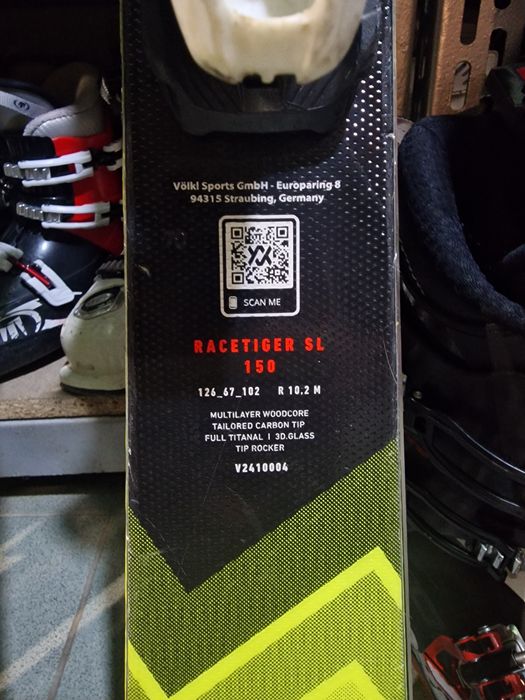 Völkl Sports GmbH - Europaring 8
94315 Straubing, Germany
SCAN ME
RACETIGER SL
150
126_67_102 R 10.2 M
MULTILAYER WOODCORE
TAILORED CARBON TIP
FULL TITANAL I 3D.GLASS
TIP ROCKER
V2410004